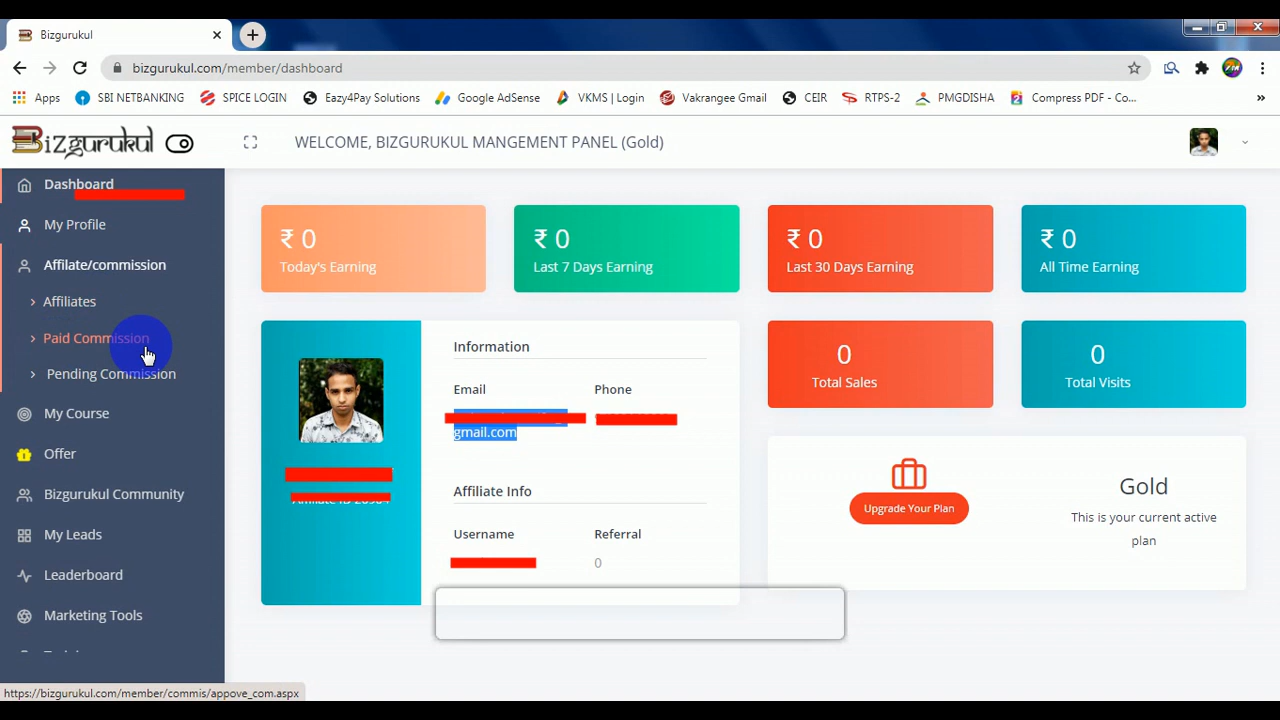 Bizgurukul
bizgurukul.com/member/dashboard
Apps SBI NETBANKING SPICE LOGIN Eazy4Pay Solutions Google AdSense VKMS | Login Vakrangee Gmail CEIR RTPS-2 PMGDISHA Compress PDF - Co...
Bizgurukul
WELCOME, BIZGURUKUL MANGEMENT PANEL (Gold)
Dashboard
My Profile
Affilate/commission
Affiliates
Paid Commission
Pending Commission
My Course
Offer
Bizgurukul Community
My Leads
Leaderboard
Marketing Tools
₹ 0
Today's Earning
₹ 0
Last 7 Days Earning
₹ 0
Last 30 Days Earning
₹ 0
All Time Earning
Information
Email
gmail.com
Phone
Affiliate Info
Username
Referral
0
0
Total Sales
0
Total Visits
Upgrade Your Plan
Gold
This is your current active
plan
https://bizgurukul.com/member/commis/appove_com.aspx